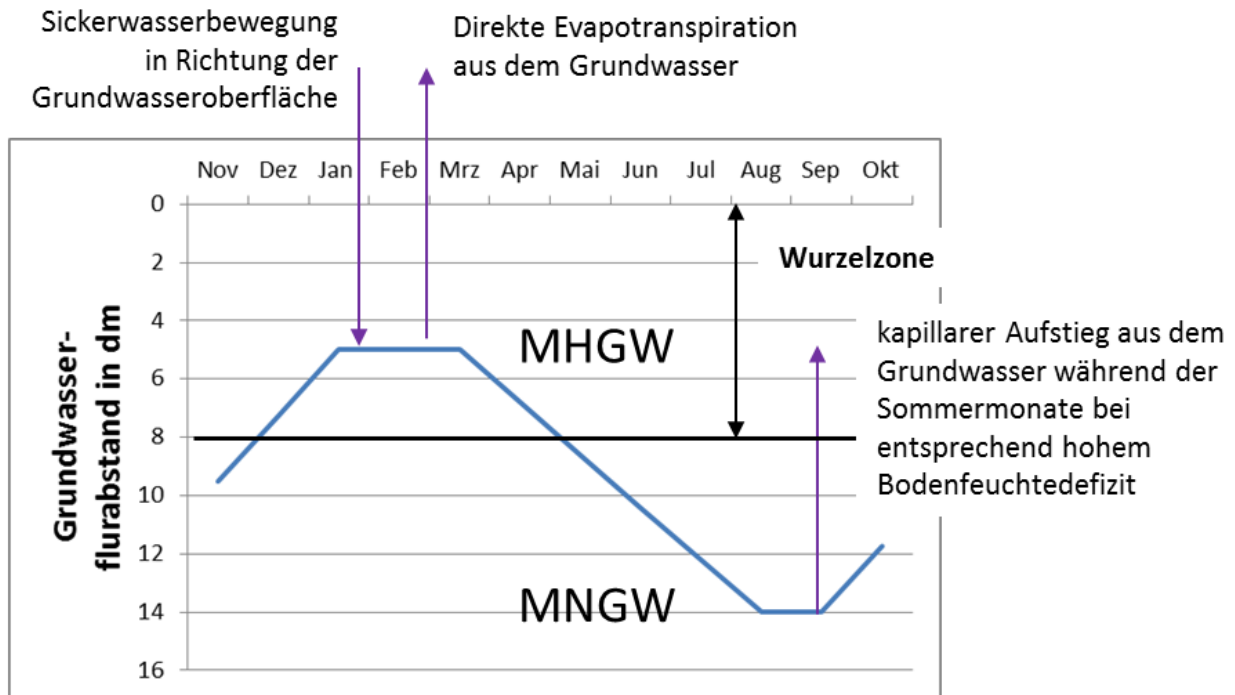 Sickerwasserbewegung
in Richtung der
Grundwasseroberfläche
Direkte Evapotranspiration
aus dem Grundwasser
Nov Dez Jan Feb Mrz Apr Mai Jun Jul Aug Sep Okt
0
2
4
6
8
10
12
14
16
Grundwasser-
flurabstand in dm
Wurzelzone
MHGW
MNGW
kapillarer Aufstieg aus dem
Grundwasser während der
Sommermonate bei
entsprechend hohem
Bodenfeuchtedefizit